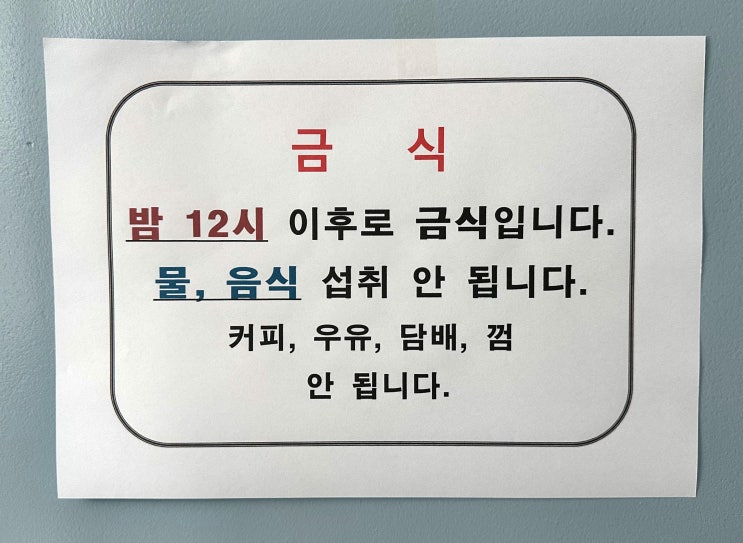 금 식
밤 12시 이후로 금식입니다.
물, 음식 섭취 안 됩니다.
커피, 우유, 담배, 껌
안 됩니다.